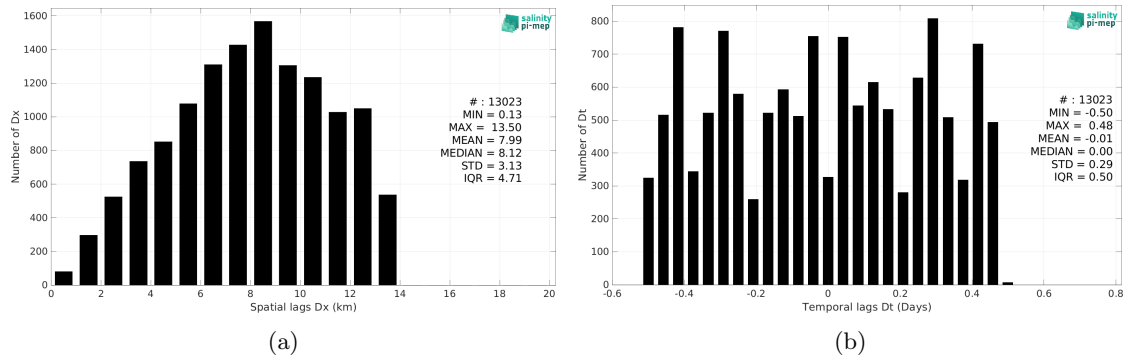 salinity
pi-mep
1600
1400
1200
1000
800
600
400
200
0
Number of Dx
# : 13023
MIN = 0.13
MAX = 13.50
MEAN = 7.99
MEDIAN = 8.12
STD = 3.13
IQR = 4.71
0 2 4 6 8 10 12 14 16 18 20
Spatial lags Dx (km)
(a)
salinity
pi-mep
800
700
600
500
400
300
200
100
0
Number of Dt
# : 13023
MIN = -0.50
MAX = 0.48
MEAN = -0.01
MEDIAN = 0.00
STD = 0.29
IQR = 0.50
-0.6 -0.4 -0.2 0 0.2 0.4 0.6 0.8
Temporal lags Dt (Days)
(b)